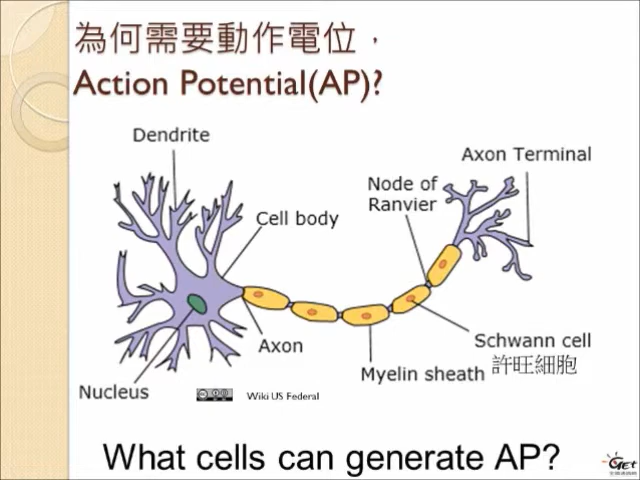 為何需要動作電位，
Action Potential(AP)?
Dendrite
Axon Terminal
Node of
Ranvier
Cell body
Axon
Schwann cell
許旺細胞
Myelin sheath
Nucleus
Wiki US Federal
What cells can generate AP?
GET